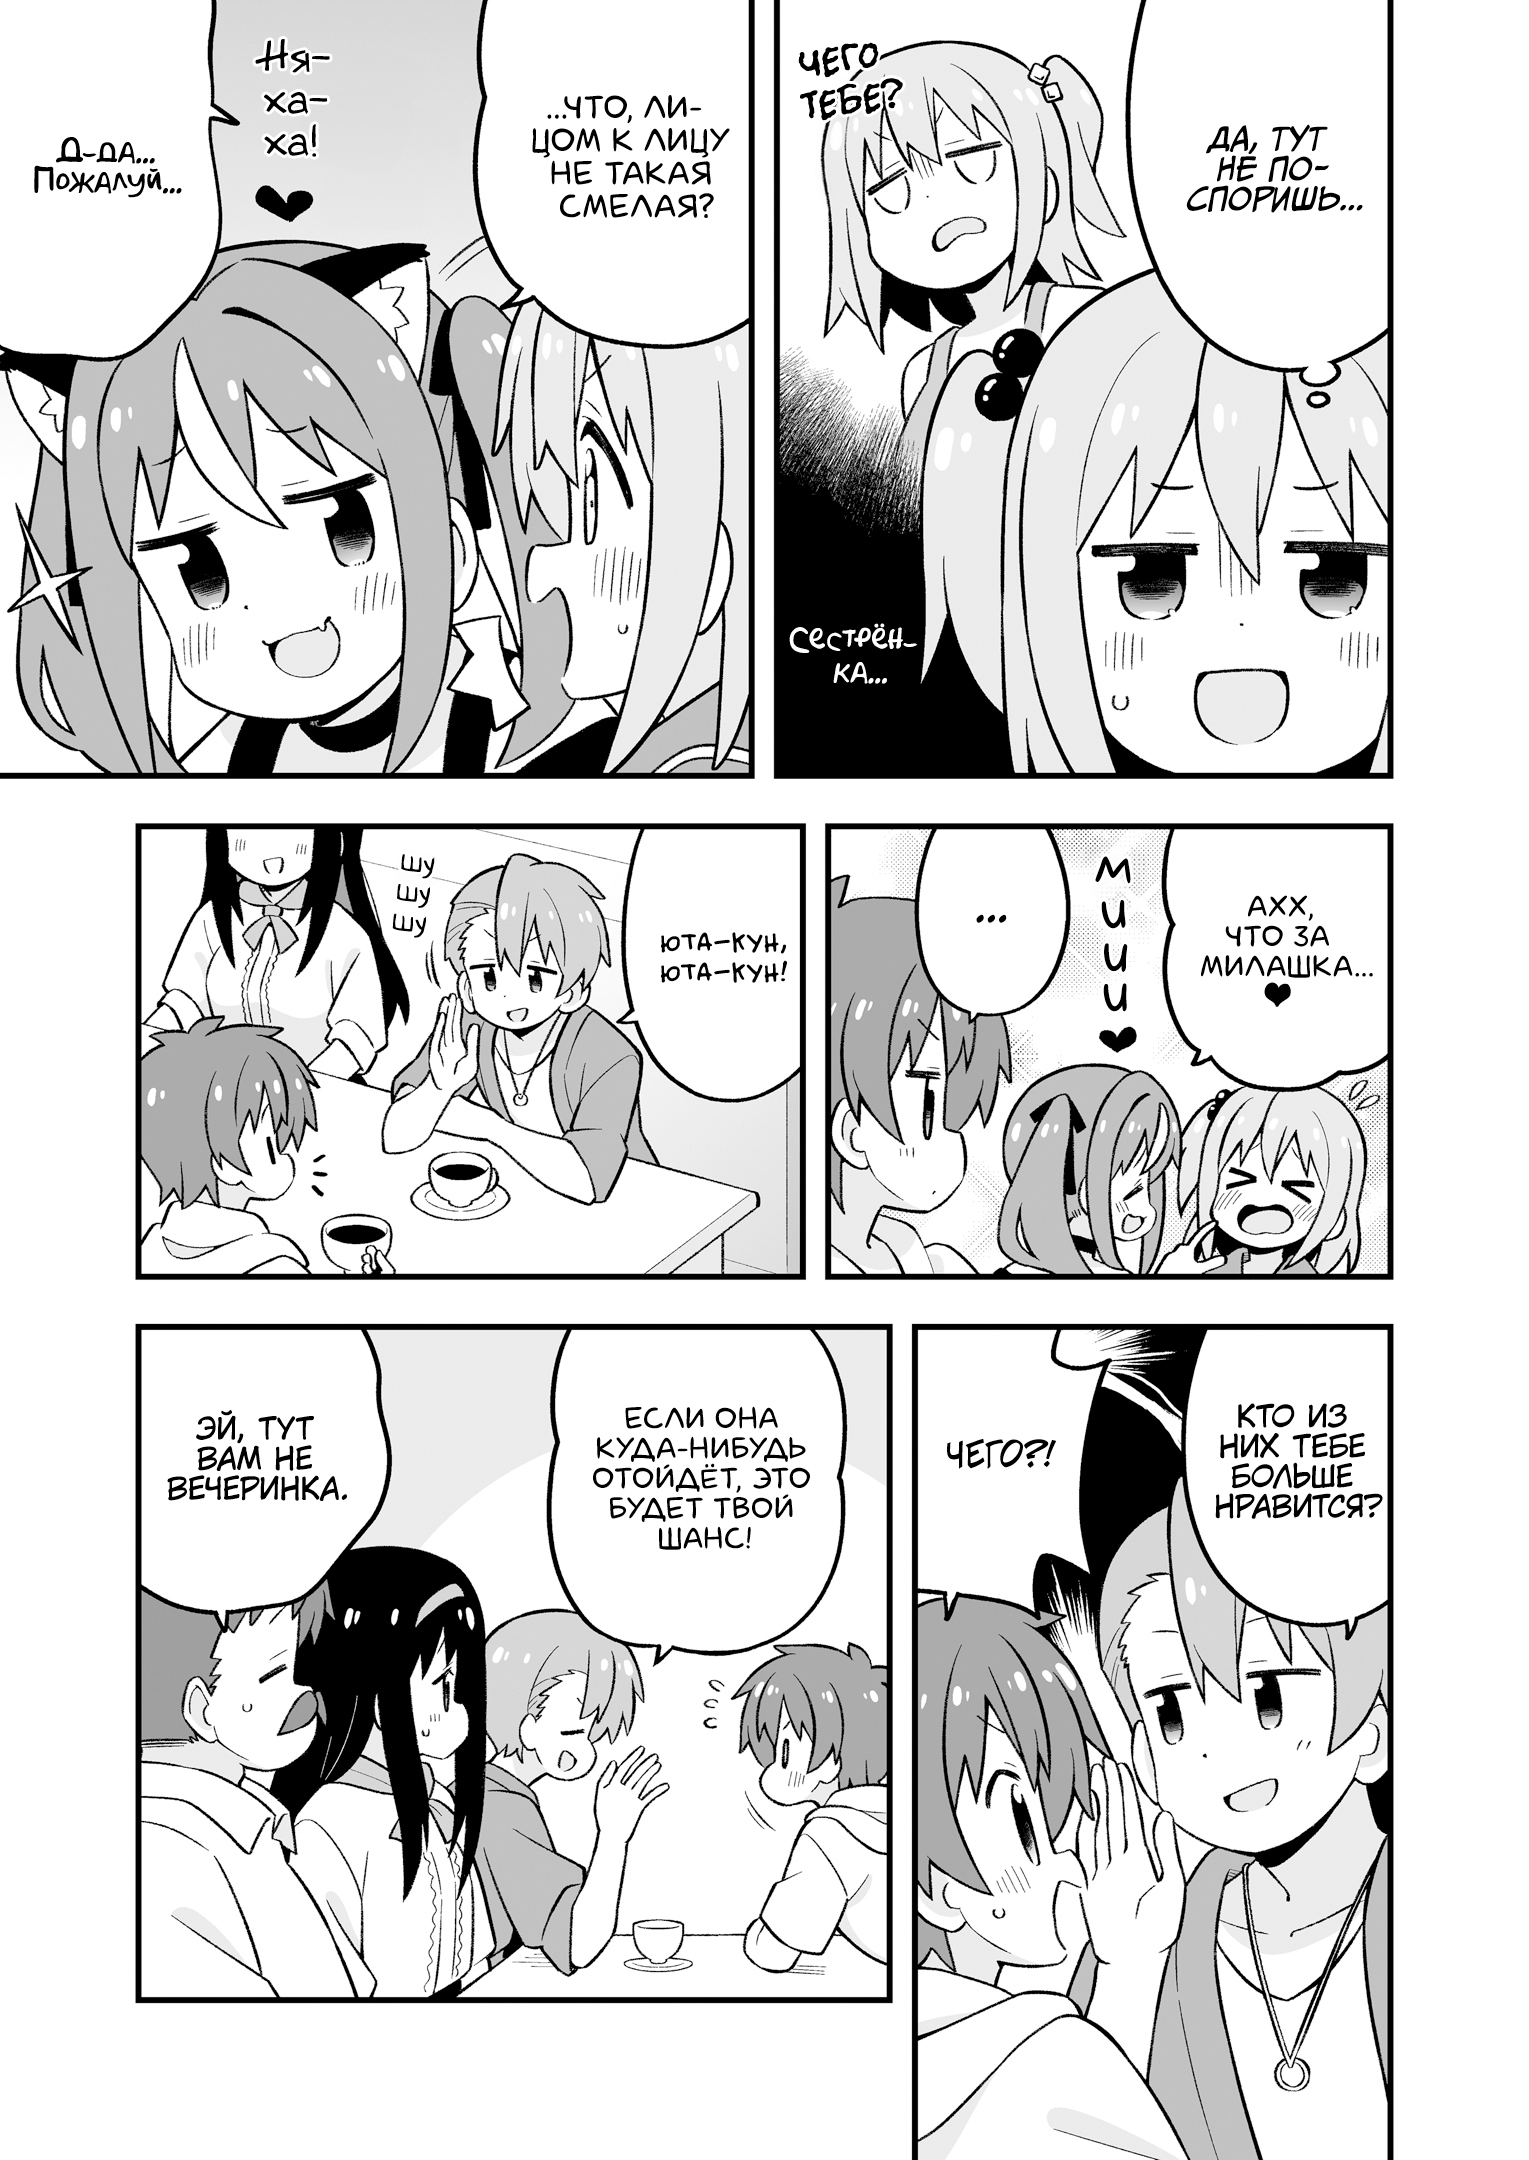 ДА, ТУТ
НЕ ПО-
СПОРИШЬ...
ЧЕГО
ТЕБЕ?
СЕСТРЁН-
КА...
...ЧТО, ЛИ-
ЦОМ К ЛИЦУ
НЕ ТАКАЯ
СМЕЛАЯ?
Ня-
ха-
ха!
Д-ДА...
ПОЖАЛУЙ...
АХХ,
ЧТО ЗА
МИЛАШКА...
❤
М
И
И
И
❤
...
ЮТА-КУН,
ЮТА-КУН!
ШУ
ШУ
ШУ
КТО ИЗ
НИХ ТЕБЕ
БОЛЬШЕ
НРАВИТСЯ?
ЧЕГО?!
ЕСЛИ ОНА
КУДА-НИБУДЬ
ОТОЙДЁТ, ЭТО
БУДЕТ ТВОЙ
ШАНС!
ЭЙ, ТУТ
ВАМ НЕ
ВЕЧЕРИНКА.